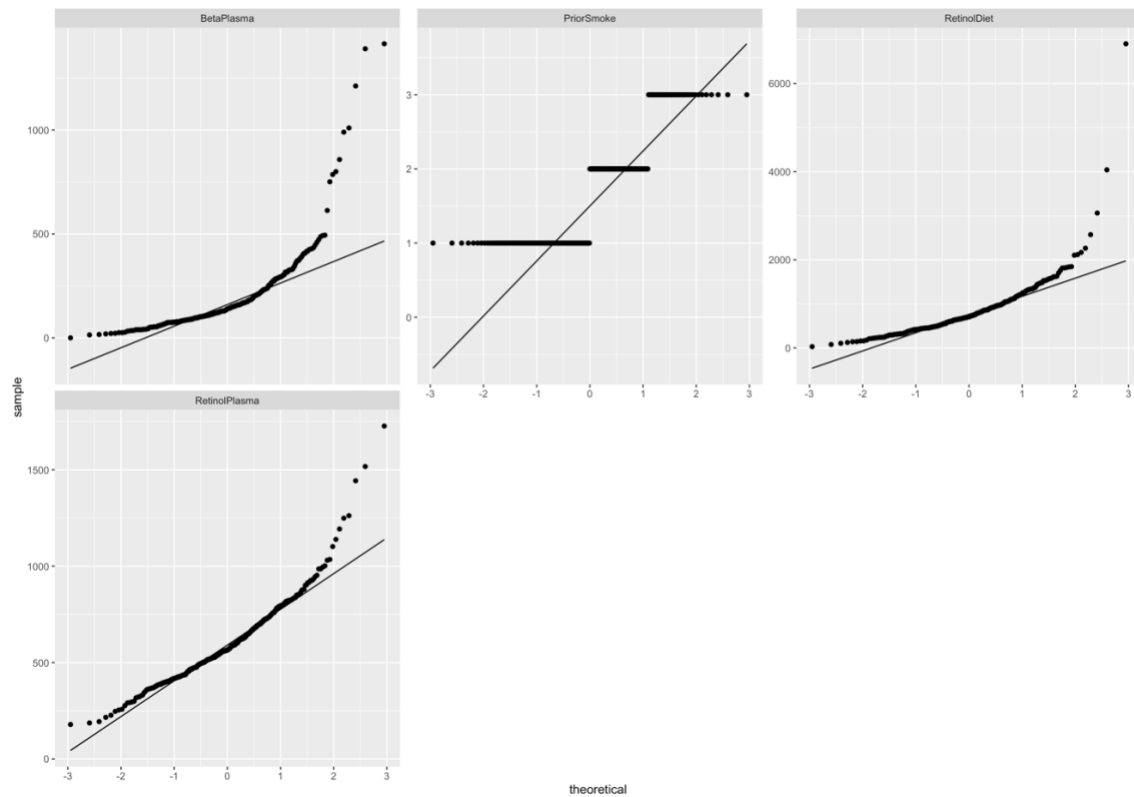 BetaPlasma
PriorSmoke
RetinolDiet
1000
500
0
3
2
1
0
6000
4000
2000
0
-3 -2 -1 0 1 2 3
-3 -2 -1 0 1 2 3
sample
RetinolPlasma
1500
1000
500
0
-3 -2 -1 0 1 2 3
theoretical